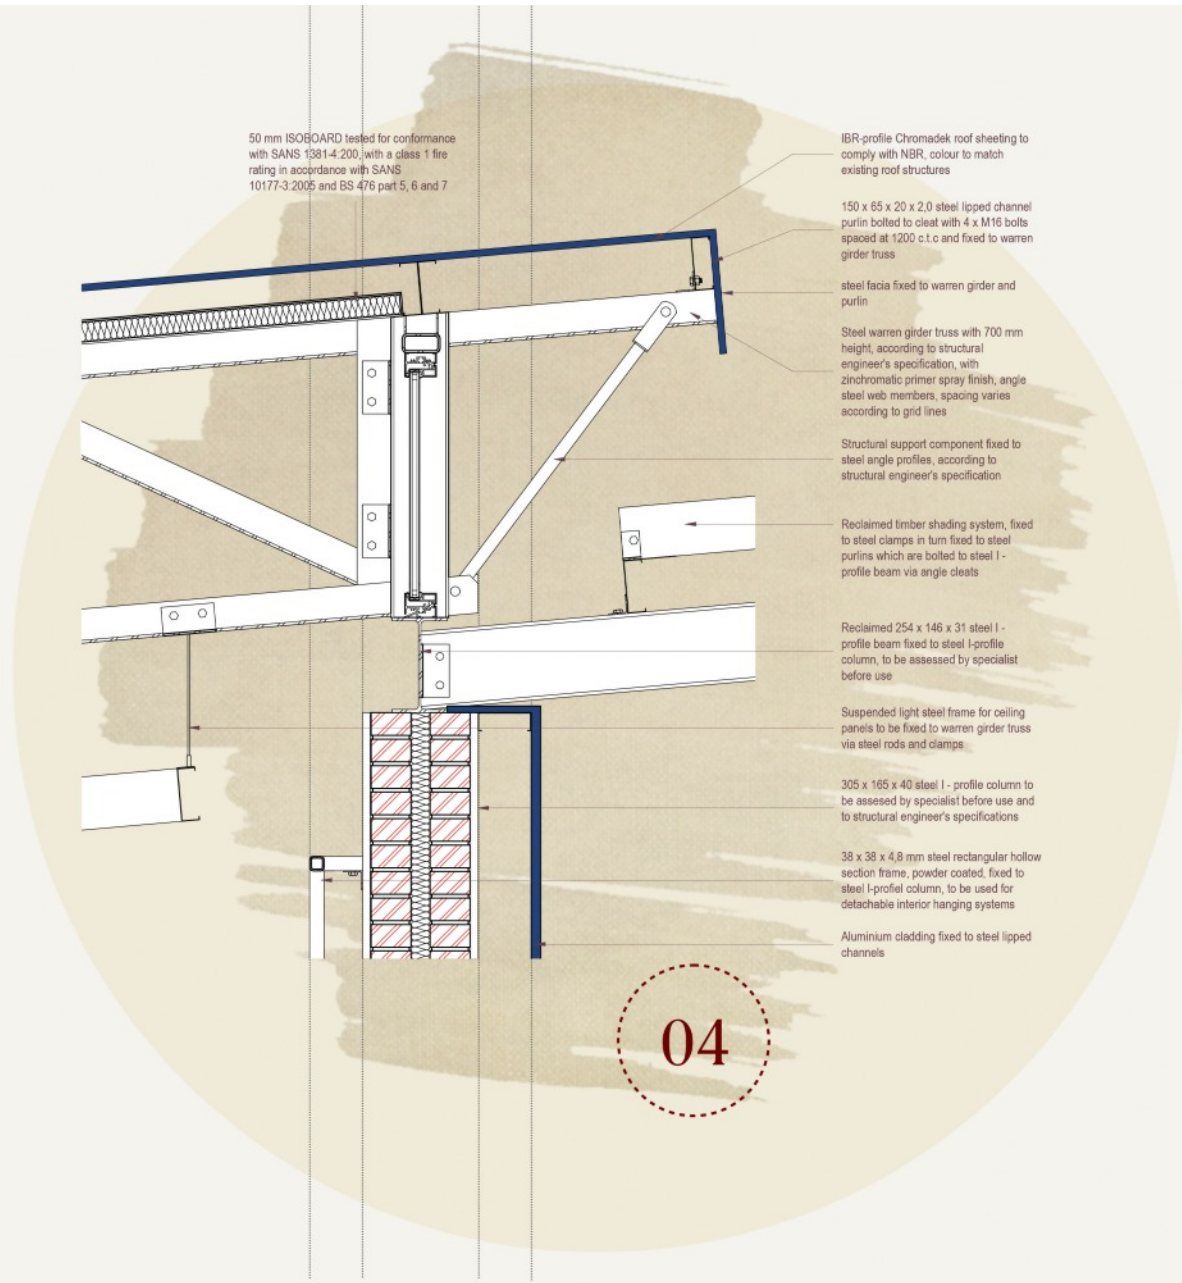 50 mm ISOBOARD tested for conformance
with SANS 1381-4:200, with a class 1 fire
rating in accordance with SANS
10177-3:2005 and BS 476 part 5, 6 and 7
IBR-profile Chromadek roof sheeting to
comply with NBR, colour to match
existing roof structures
150 x 65 x 20 x 2,0 steel lipped channel
purlin bolted to cleat with 4 x M16 bolts
spaced at 1200 c.t.c and fixed to warren
girder truss
steel facia fixed to warren girder and
purlin
Steel warren girder truss with 700 mm
height, according to structural
engineer's specification, with
zinchromatic primer spray finish, angle
steel web members, spacing varies
according to grid lines
Structural support component fixed to
steel angle profiles, according to
structural engineer's specification
Reclaimed timber shading system, fixed
to steel clamps in turn fixed to steel
purlins which are bolted to steel I -
profile beam via angle cleats
Reclaimed 254 x 146 x 31 steel I -
profile beam fixed to steel I-profile
column, to be assessed by specialist
before use
Suspended light steel frame for ceiling
panels to be fixed to warren girder truss
via steel rods and clamps
305 x 165 x 40 steel I - profile column to
be assesed by specialist before use and
to structural engineer's specifications
38 x 38 x 4,8 mm steel rectangular hollow
section frame, powder coated, fixed to
steel I-profiel column, to be used for
detachable interior hanging systems
Aluminium cladding fixed to steel lipped
channels
04